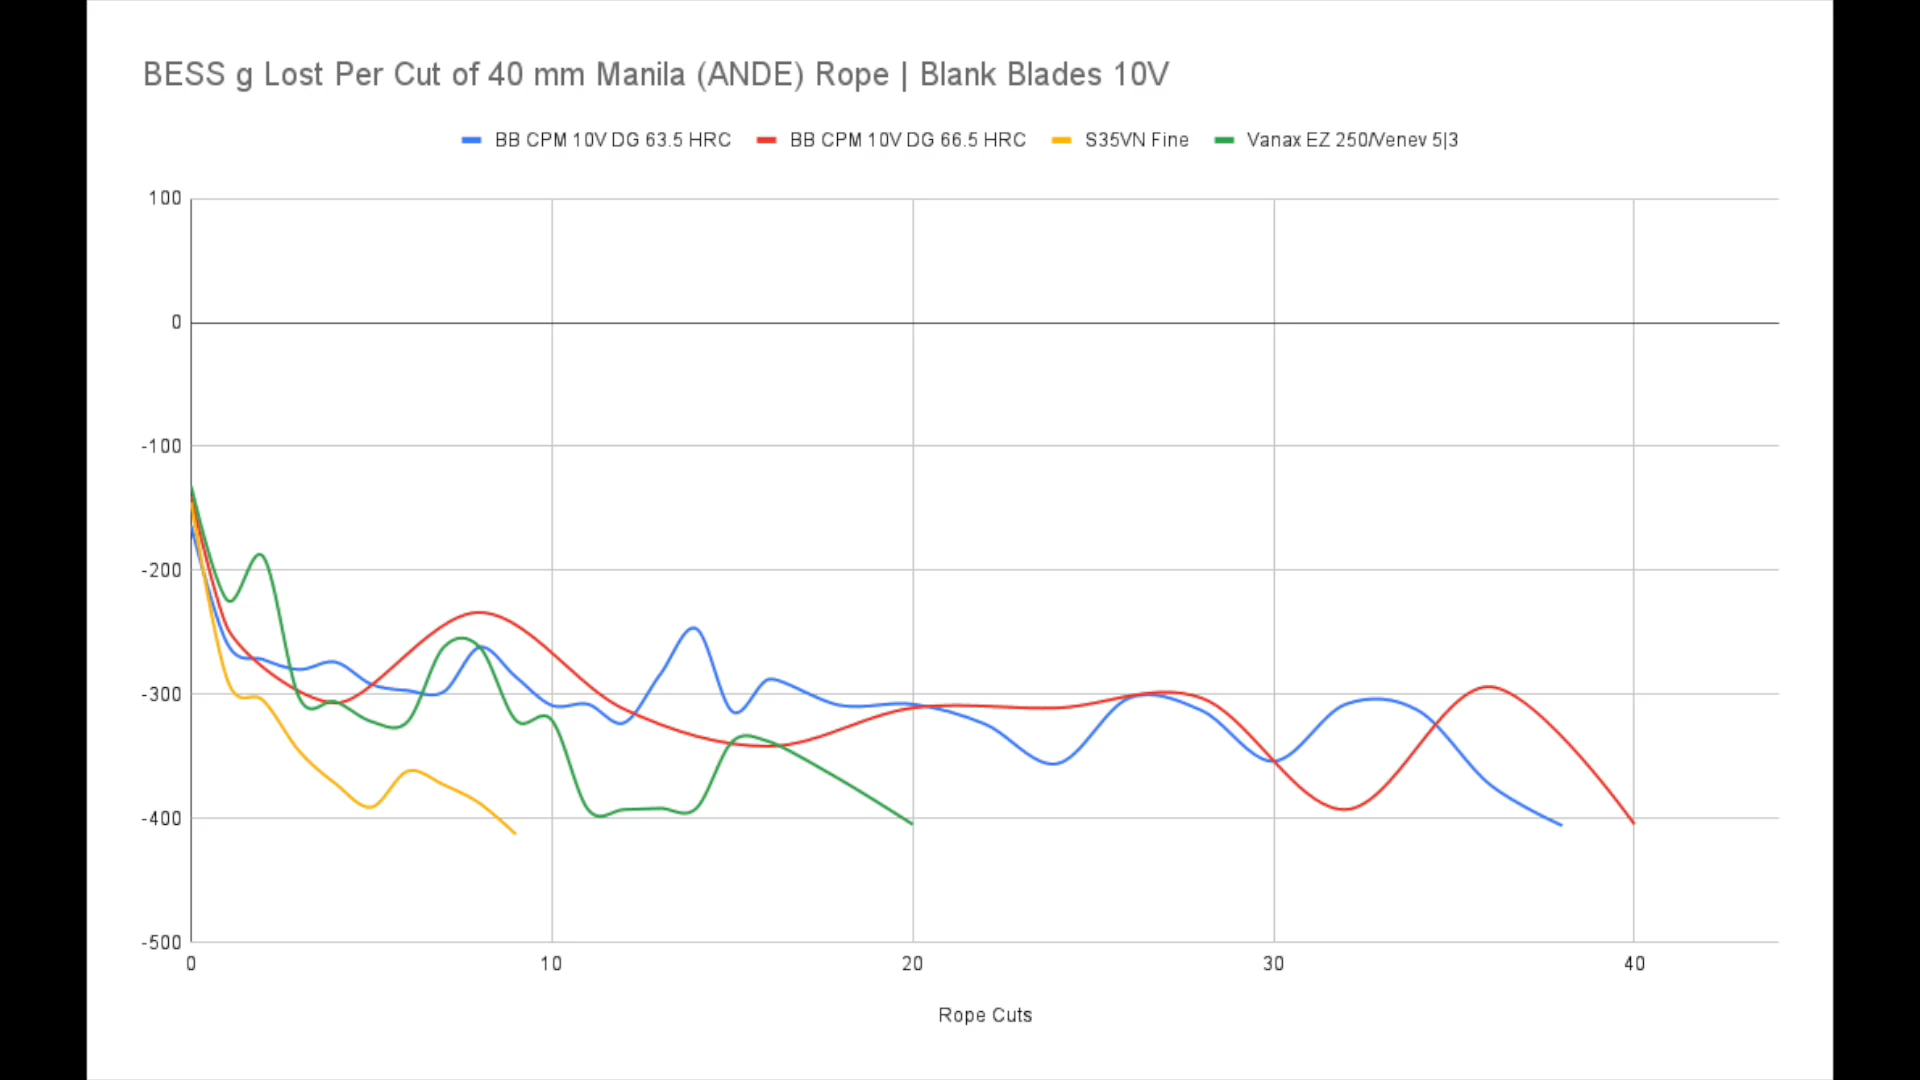 BESS g Lost Per Cut of 40 mm Manila (ANDE) Rope | Blank Blades 10V
BB CPM 10V DG 63.5 HRC BB CPM 10V DG 66.5 HRC S35VN Fine Vanax EZ 250/Venev 5|3
100
0
-100
-200
-300
-400
-500
0 10 20 30 40
Rope Cuts